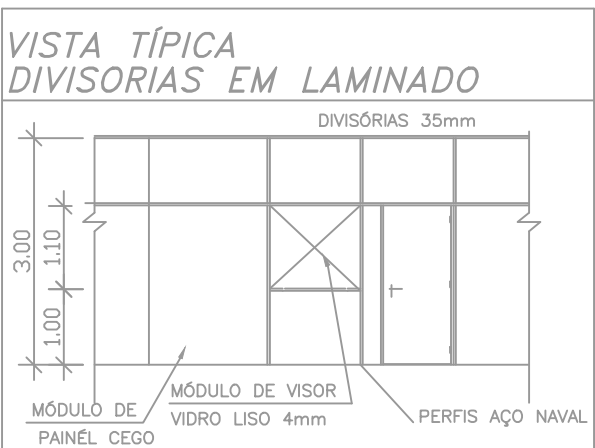 VISTA TÍPICA
DIVISORIAS EM LAMINADO
DIVISÓRIAS 35mm
3.00
1.10
1.00
MÓDULO DE
PAINÉL CEGO
MÓDULO DE VISOR
VIDRO LISO 4mm
PERFIS AÇO NAVAL